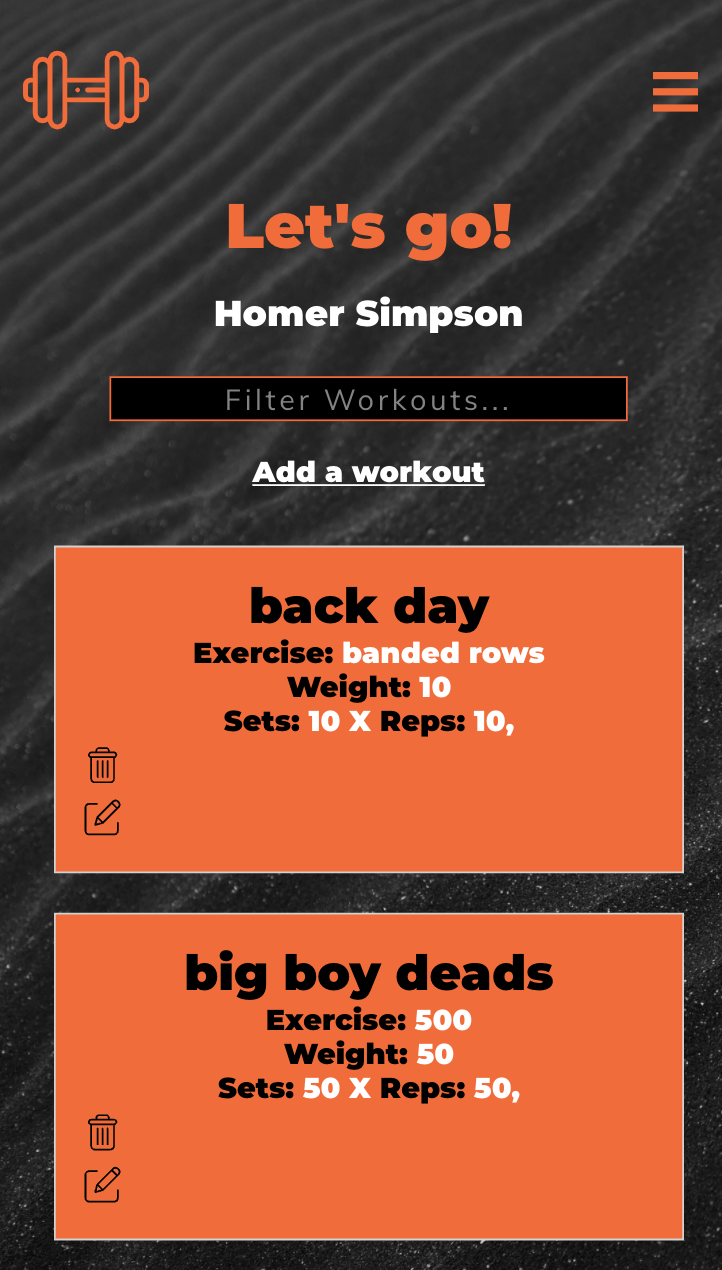 Let's go!
Homer Simpson
Filter Workouts...
Add a workout
back day
Exercise: banded rows
Weight: 10
Sets: 10 X Reps: 10,
big boy deads
Exercise: 500
Weight: 50
Sets: 50 X Reps: 50,